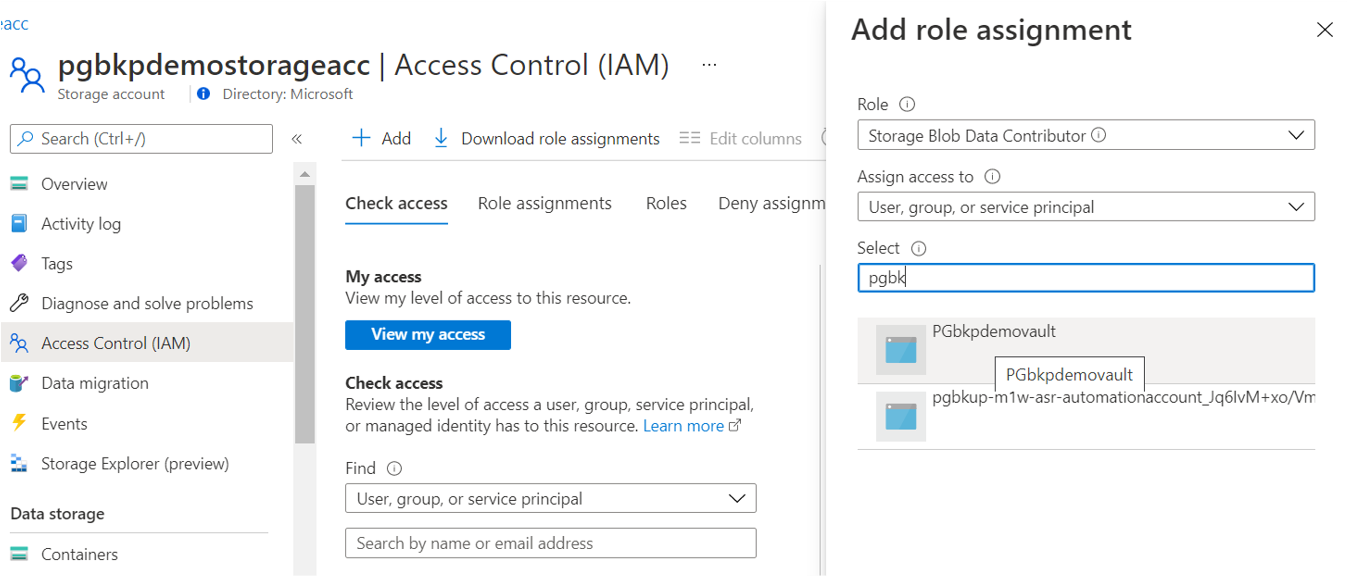 eacc
pgbkpdemostorageacc | Access Control (IAM) ...
Storage account Directory: Microsoft
Search (Ctrl+/)
Overview
Activity log
Tags
Diagnose and solve problems
Access Control (IAM)
Data migration
Events
Storage Explorer (preview)
Data storage
Containers
Add Download role assignments Edit columns
Check access Role assignments Roles Deny assignm
My access
View my level of access to this resource.
View my access
Check access
Review the level of access a user, group, service principal,
or managed identity has to this resource. Learn more
Find
User, group, or service principal
Search by name or email address
Add role assignment
Role
Storage Blob Data Contributor
Assign access to
User, group, or service principal
Select
pgbk
PGbkpdemovault
PGbkpdemovault
pgbkup-m1w-asr-automationaccount_Jq6IvM+xo/Vm